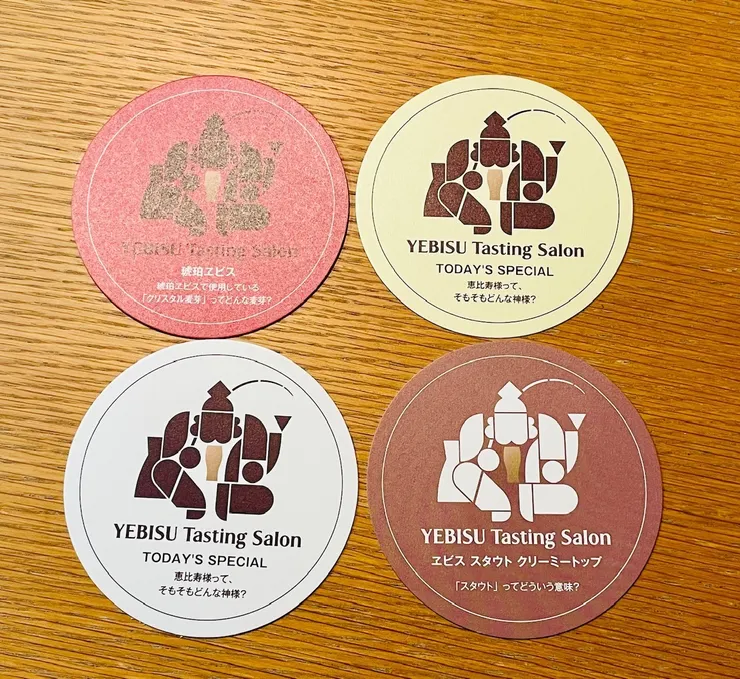 YEBISU Tasting Salon
琥珀ヱビス
琥珀ヱビスで使用している
「クリスタル麦芽」ってどんな麦芽?
YEBISU Tasting Salon
TODAY'S SPECIAL
恵比寿様って、
そもそもどんな神様?
YEBISU Tasting Salon
TODAY'S SPECIAL
恵比寿様って、
そもそもどんな神様?
YEBISU Tasting Salon
ヱビス スタウト クリーミートップ
「スタウト」ってどういう意味?